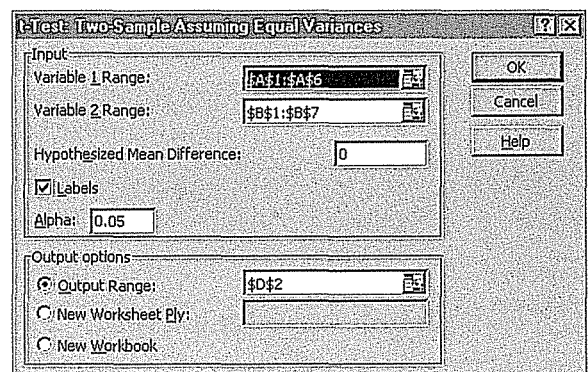 t-Test: Two-Sample Assuming Equal Variances
Input
Variable 1 Range: $A$1:$A$6
Variable 2 Range: $B$1:$B$7
Hypothesized Mean Difference: 0
Labels
Alpha: 0.05
OK
Cancel
Help
Output options
Output Range: $D$2
New Worksheet Ply:
New Workbook